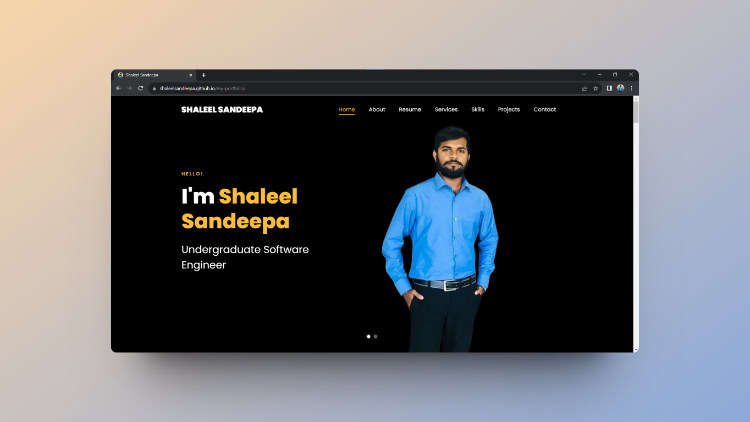 Shaleel Sandeepa
shaleelsandeepa.github.io/my-portfolio/
SHALEEL SANDEEPA
Home About Resume Services Skills Projects Contact
HELLO!
I'm Shaleel
Sandeepa
Undergraduate Software
Engineer